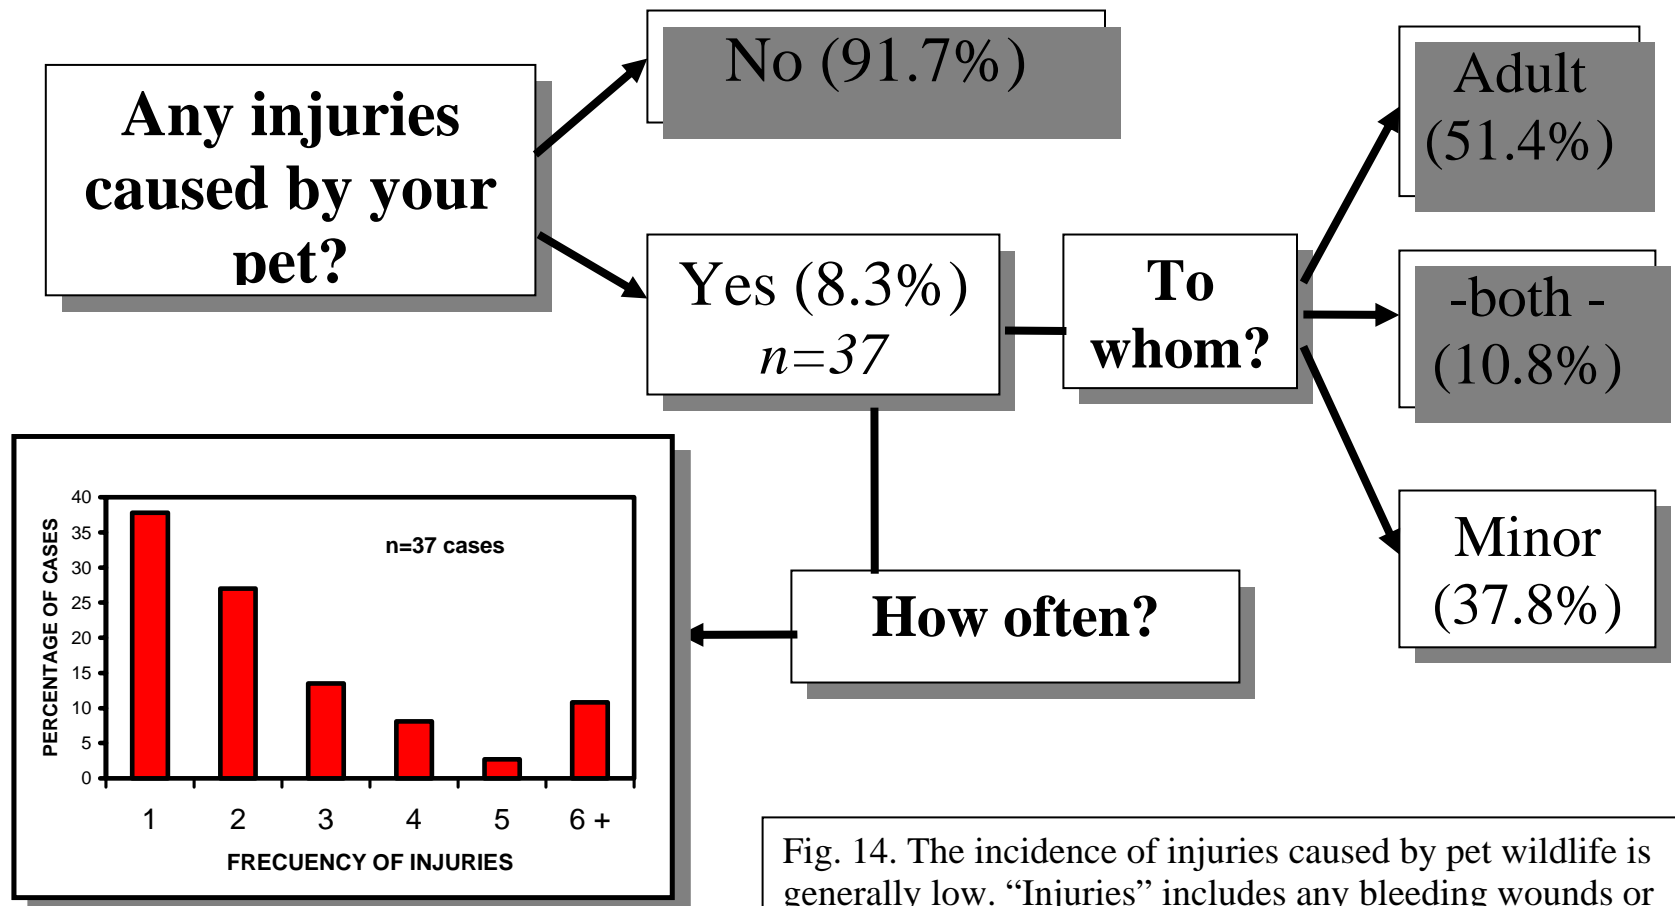 Any injuries
caused by your
pet?
No (91.7%)
Yes (8.3%)
n=37
To
whom?
Adult
(51.4%)
-both -
(10.8%)
Minor
(37.8%)
How often?
PERCENTAGE OF CASES
40
35
30
25
20
15
10
5
0
n=37 cases
1 2 3 4 5 6 +
FRECUENCY OF INJURIES
Fig. 14. The incidence of injuries caused by pet wildlife is
generally low. “Injuries” includes any bleeding wounds or